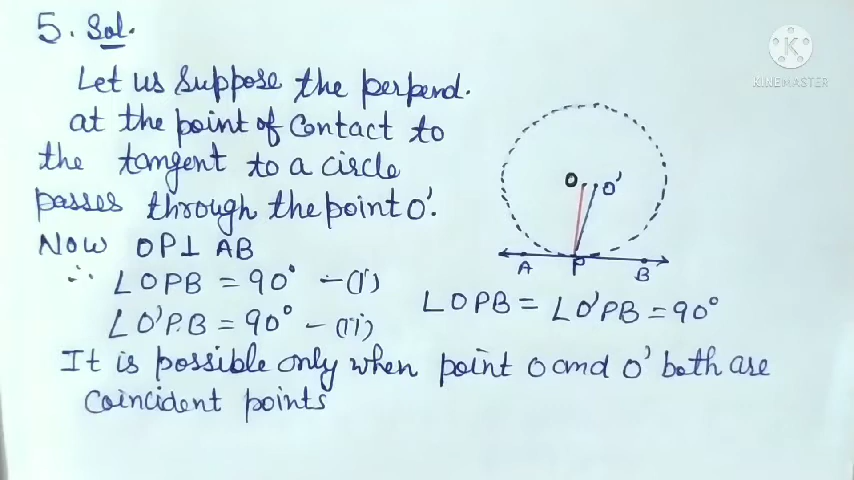 5. Sol.
K
KINEMASTER
Let us suppose the perpend.
at the point of contact to
the tangent to a circle
passes through the point O'.
Now OP⊥ AB
∴ ∠OPB = 90° -(i)
∠O'P.B = 90° - (ii)
O O'
A P B
∠OPB = ∠O'PB = 90°
It is possible only when point O and O' both are
coincident points